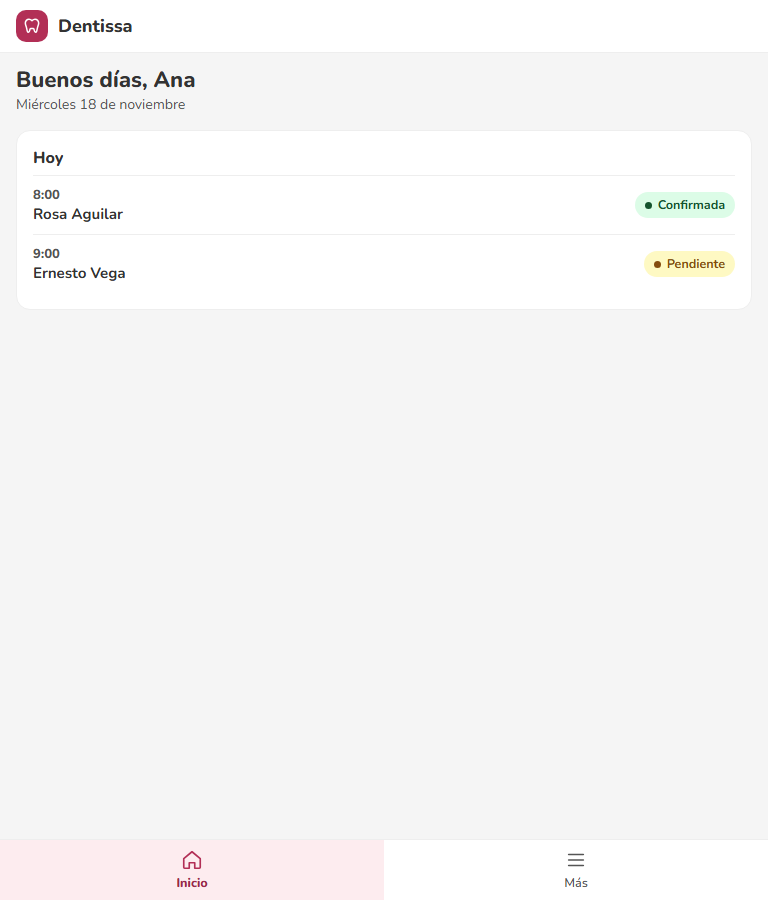 Dentissa
Buenos días, Ana
Miércoles 18 de noviembre
Hoy
8:00
Rosa Aguilar
Confirmada
9:00
Ernesto Vega
Pendiente
Inicio
Más